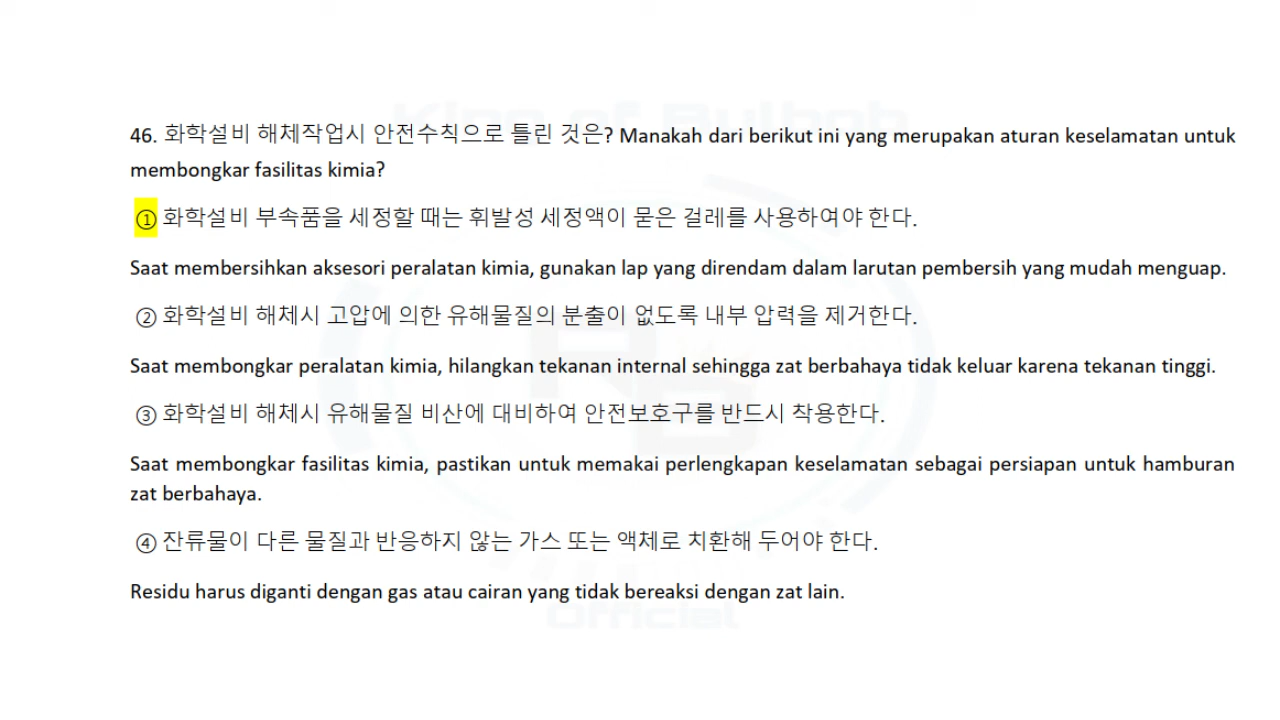 King of Bulbob
46. 화학설비 해체작업시 안전수칙으로 틀린 것은? Manakah dari berikut ini yang merupakan aturan keselamatan untuk
membongkar fasilitas kimia?
① 화학설비 부속품을 세정할 때는 휘발성 세정액이 묻은 걸레를 사용하여야 한다.
Saat membersihkan aksesori peralatan kimia, gunakan lap yang direndam dalam larutan pembersih yang mudah menguap.
② 화학설비 해체시 고압에 의한 유해물질의 분출이 없도록 내부 압력을 제거한다.
Saat membongkar peralatan kimia, hilangkan tekanan internal sehingga zat berbahaya tidak keluar karena tekanan tinggi.
③ 화학설비 해체시 유해물질 비산에 대비하여 안전보호구를 반드시 착용한다.
Saat membongkar fasilitas kimia, pastikan untuk memakai perlengkapan keselamatan sebagai persiapan untuk hamburan
zat berbahaya.
④ 잔류물이 다른 물질과 반응하지 않는 가스 또는 액체로 치환해 두어야 한다.
Residu harus diganti dengan gas atau cairan yang tidak bereaksi dengan zat lain.
Official